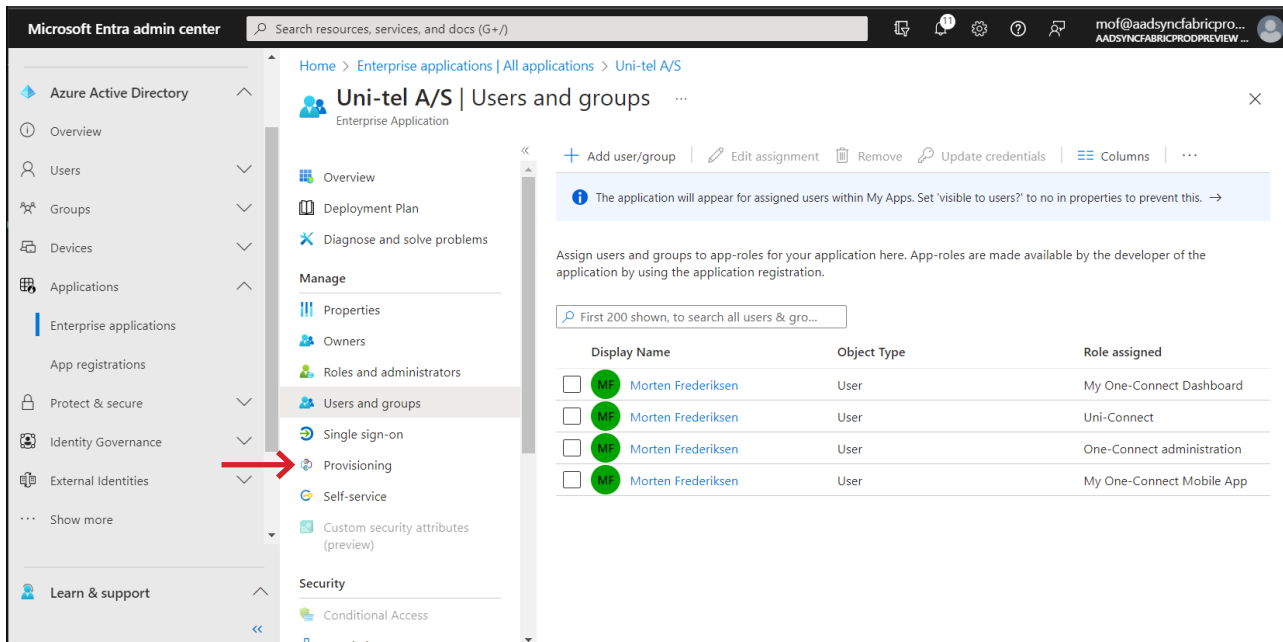 Microsoft Entra admin center
Search resources, services, and docs (G+/)
11
mof@aadsyncfabricpro...
AADSYNCFABRICPRODPREVIEW ...
Azure Active Directory
Overview
Users
Groups
Devices
Applications
Enterprise applications
App registrations
Protect & secure
Identity Governance
External Identities
Show more
Learn & support
Home > Enterprise applications | All applications > Uni-tel A/S
Uni-tel A/S | Users and groups ...
Enterprise Application
Overview
Deployment Plan
Diagnose and solve problems
Manage
Properties
Owners
Roles and administrators
Users and groups
Single sign-on
Provisioning
Self-service
Custom security attributes
(preview)
Security
Conditional Access
Add user/group | Edit assignment Remove Update credentials | Columns | ...
The application will appear for assigned users within My Apps. Set 'visible to users?' to no in properties to prevent this. →
Assign users and groups to app-roles for your application here. App-roles are made available by the developer of the
application by using the application registration.
First 200 shown, to search all users & gro...
Display Name Object Type Role assigned
MF Morten Frederiksen User My One-Connect Dashboard
MF Morten Frederiksen User Uni-Connect
MF Morten Frederiksen User One-Connect administration
MF Morten Frederiksen User My One-Connect Mobile App